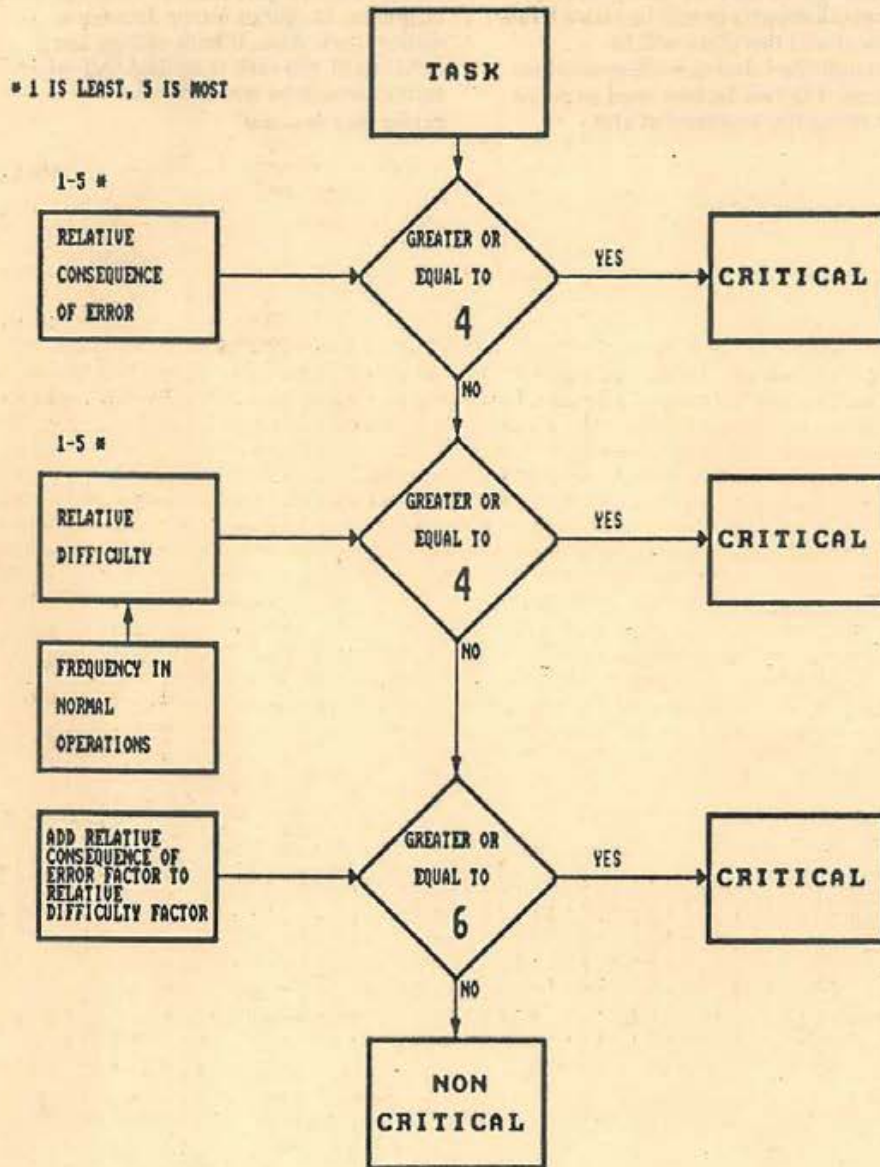 TASK
* 1 IS LEAST, 5 IS MOST
1-5 *
RELATIVE
CONSEQUENCE
OF ERROR
GREATER OR
EQUAL TO
4
YES
CRITICAL
NO
1-5 *
RELATIVE
DIFFICULTY
GREATER OR
EQUAL TO
4
YES
CRITICAL
NO
FREQUENCY IN
NORMAL
OPERATIONS
ADD RELATIVE
CONSEQUENCE OF
ERROR FACTOR TO
RELATIVE
DIFFICULTY FACTOR
GREATER OR
EQUAL TO
6
YES
CRITICAL
NO
NON
CRITICAL